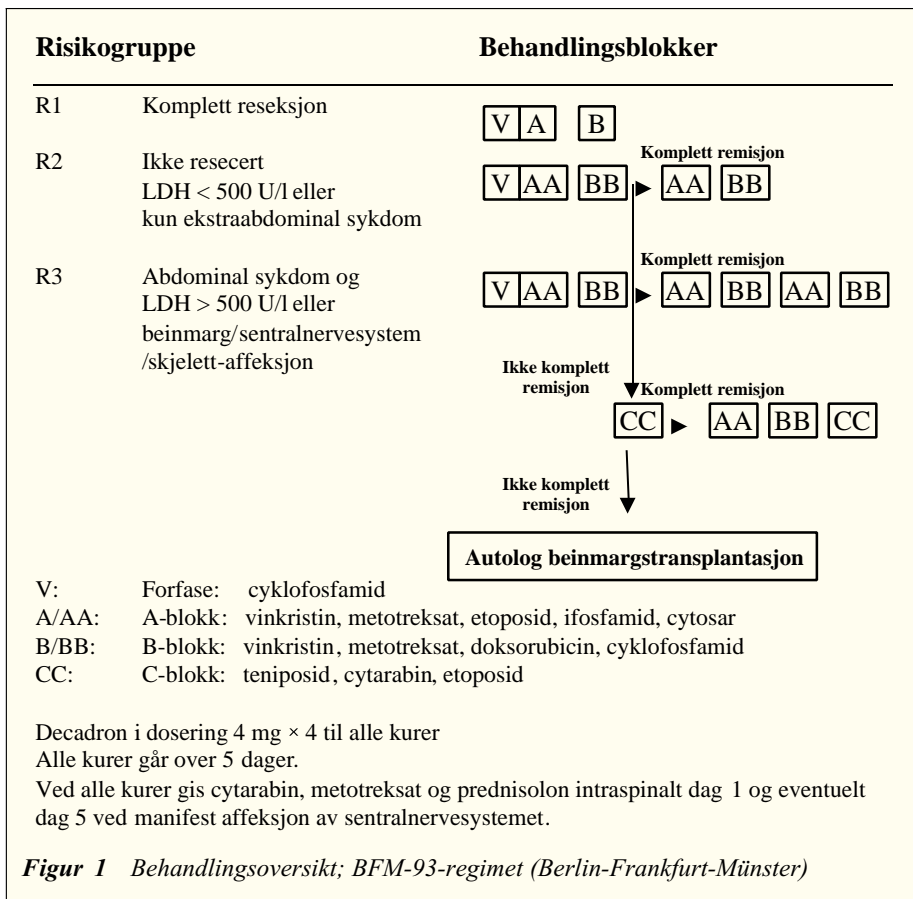 Risikogruppe Behandlingsblokker
R1 Komplett reseksjon
V A B
Komplett remisjon
R2 Ikke resecert
LDH < 500 U/l eller
V AA BB AA BB
kun ekstraabdominal sykdom
Komplett remisjon
R3 Abdominal sykdom og
LDH > 500 U/l eller
V AA BB AA BB AA BB
beinmarg/sentralnervesystem
/skjelett-affeksjon
Ikke komplett
remisjon
Komplett remisjon
CC AA BB CC
Ikke komplett
remisjon
Autolog beinmargstransplantasjon
V: Forfase: cyklofosfamid
A/AA: A-blokk: vinkristin, metotreksat, etoposid, ifosfamid, cytosar
B/BB: B-blokk: vinkristin, metotreksat, doksorubicin, cyklofosfamid
CC: C-blokk: teniposid, cytarabin, etoposid
Decadron i dosering 4 mg × 4 til alle kurer
Alle kurer går over 5 dager.
Ved alle kurer gis cytarabin, metotreksat og prednisolon intraspinalt dag 1 og eventuelt
dag 5 ved manifest affeksjon av sentralnervesystemet.
Figur 1 Behandlingsoversikt; BFM-93-regimet (Berlin-Frankfurt-Münster)